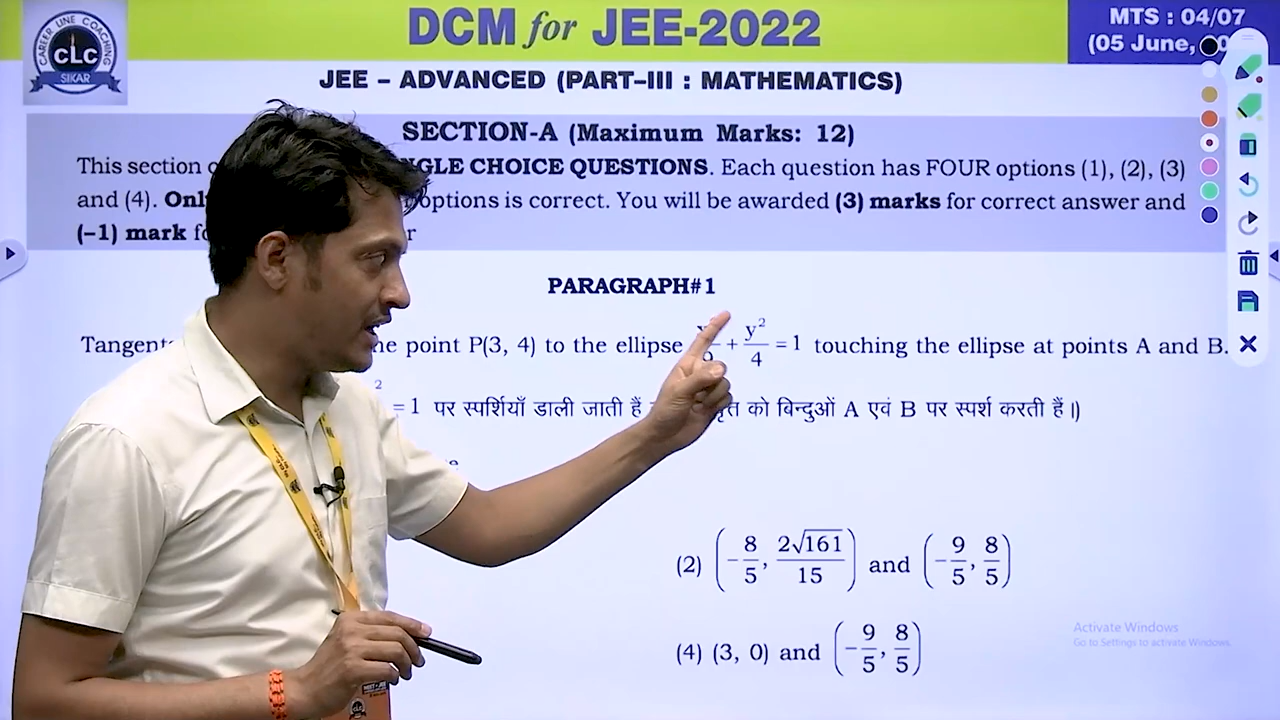 DCM for JEE-2022
MTS : 04/07
(05 June,
CAREER LINE COACHING
CLC
SIKAR
JEE – ADVANCED (PART–III : MATHEMATICS)
SECTION-A (Maximum Marks: 12)
This section NGLE CHOICE QUESTIONS. Each question has FOUR options (1), (2), (3)
and (4). Only options is correct. You will be awarded (3) marks for correct answer and
(–1) mark
PARAGRAPH#1
Tangents point P(3, 4) to the ellipse + y²/4 = 1 touching the ellipse at points A and B.
= 1 पर स्पर्शियाँ डाली जाती हैं को बिन्दुओं A एवं B पर स्पर्श करती हैं।)
(2) (-8/5, 2√161/15) and (-9/5, 8/5)
(4) (3, 0) and (-9/5, 8/5)
Activate Windows
Go to Settings to activate Windows.
CLC